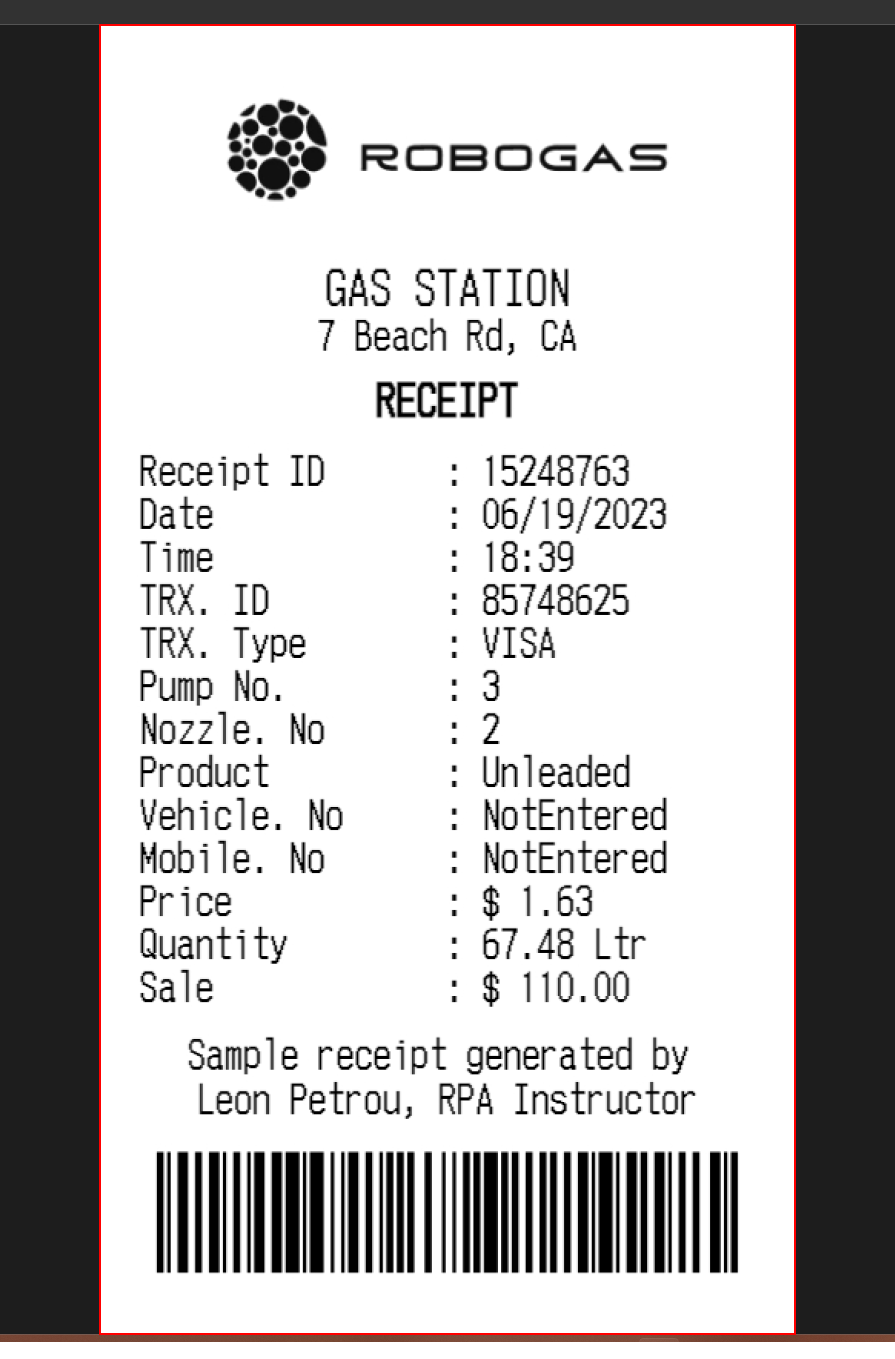 ROBOGAS
GAS STATION
7 Beach Rd, CA
RECEIPT
Receipt ID : 15248763
Date : 06/19/2023
Time : 18:39
TRX. ID : 85748625
TRX. Type : VISA
Pump No. : 3
Nozzle. No : 2
Product : Unleaded
Vehicle. No : NotEntered
Mobile. No : NotEntered
Price : $ 1.63
Quantity : 67.48 Ltr
Sale : $ 110.00
Sample receipt generated by
Leon Petrou, RPA Instructor